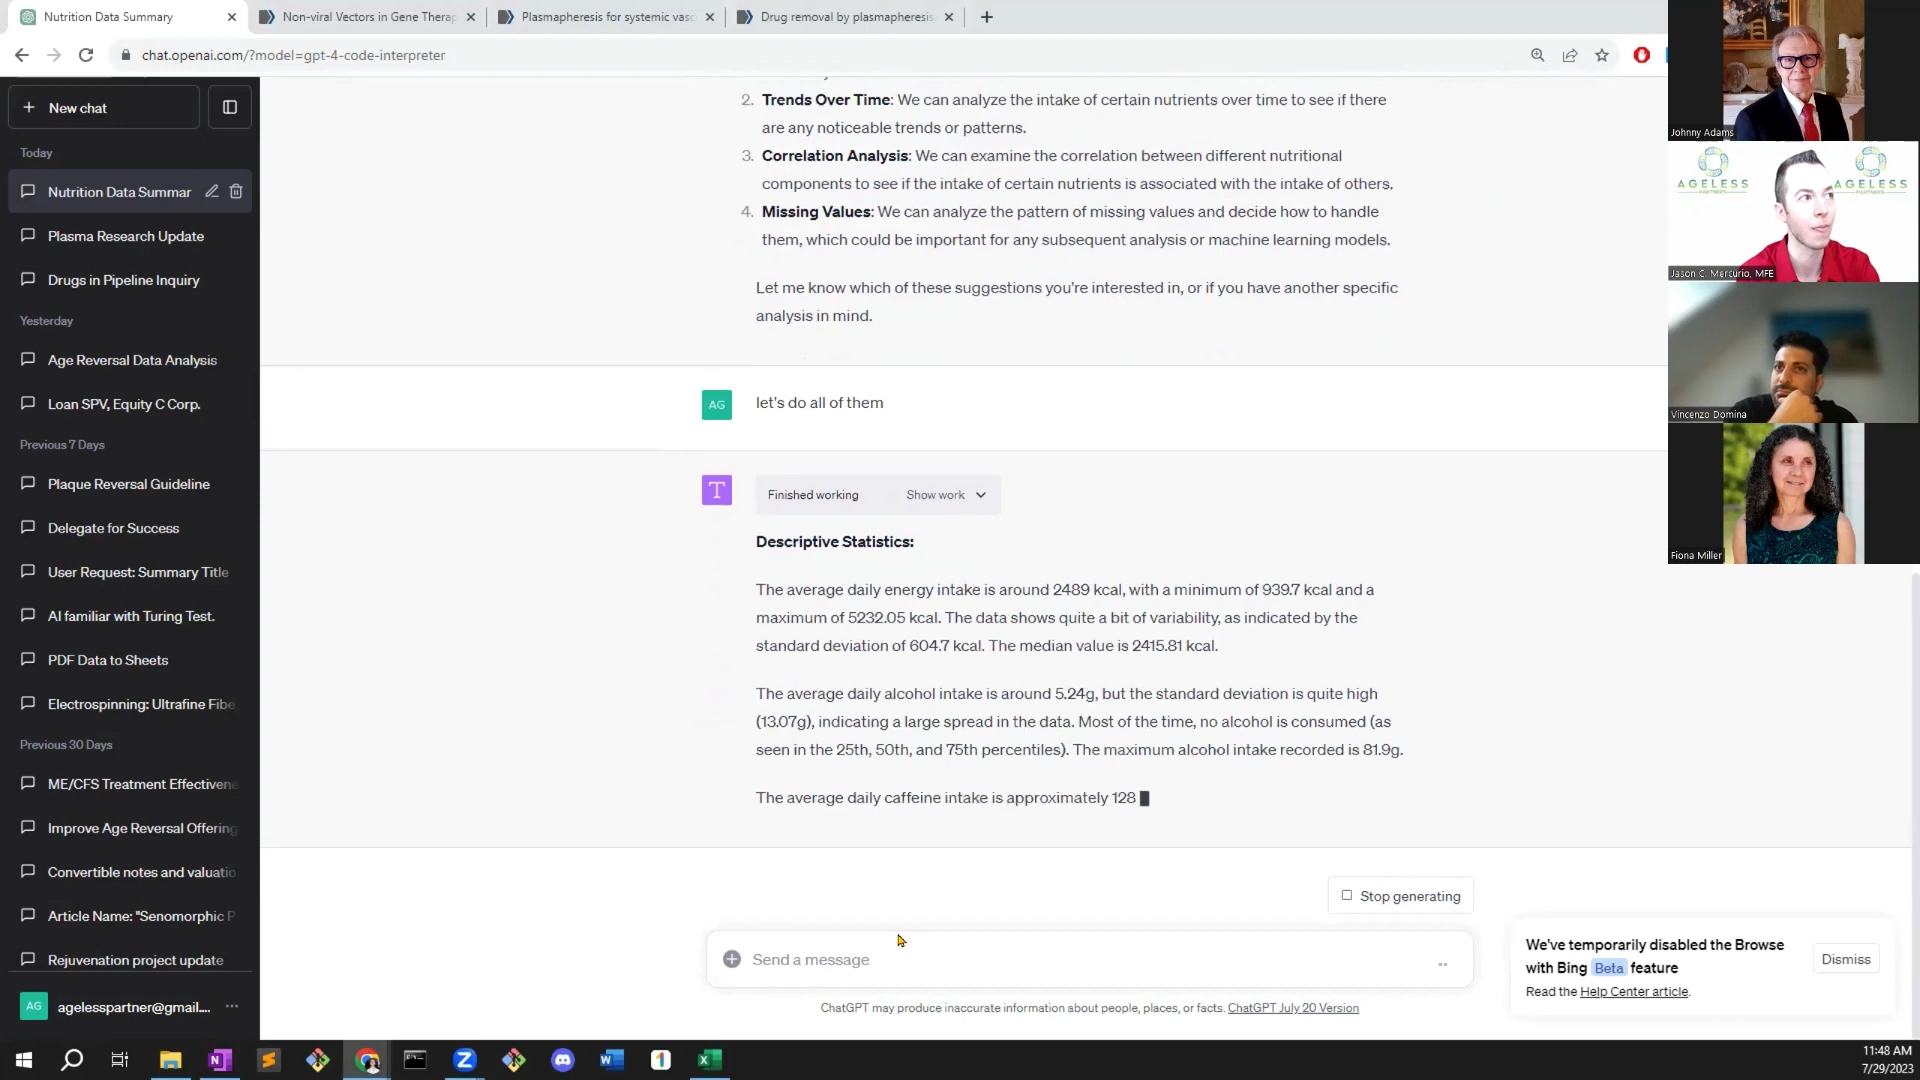 Nutrition Data Summary
Non-viral Vectors in Gene Therap
Plasmapheresis for systemic vasc
Drug removal by plasmapheresis
chat.openai.com/?model=gpt-4-code-interpreter
New chat
Today
Nutrition Data Summar
Plasma Research Update
Drugs in Pipeline Inquiry
Yesterday
Age Reversal Data Analysis
Loan SPV, Equity C Corp.
Previous 7 Days
Plaque Reversal Guideline
Delegate for Success
User Request: Summary Title
AI familiar with Turing Test.
PDF Data to Sheets
Electrospinning: Ultrafine Fibe
Previous 30 Days
ME/CFS Treatment Effectivene
Improve Age Reversal Offering
Convertible notes and valuatio
Article Name: "Senomorphic P
Rejuvenation project update
AG
agelesspartner@gmail....
2. Trends Over Time: We can analyze the intake of certain nutrients over time to see if there
are any noticeable trends or patterns.
3. Correlation Analysis: We can examine the correlation between different nutritional
components to see if the intake of certain nutrients is associated with the intake of others.
4. Missing Values: We can analyze the pattern of missing values and decide how to handle
them, which could be important for any subsequent analysis or machine learning models.
Let me know which of these suggestions you're interested in, or if you have another specific
analysis in mind.
AG
let's do all of them
T
Finished working
Show work
Descriptive Statistics:
The average daily energy intake is around 2489 kcal, with a minimum of 939.7 kcal and a
maximum of 5232.05 kcal. The data shows quite a bit of variability, as indicated by the
standard deviation of 604.7 kcal. The median value is 2415.81 kcal.
The average daily alcohol intake is around 5.24g, but the standard deviation is quite high
(13.07g), indicating a large spread in the data. Most of the time, no alcohol is consumed (as
seen in the 25th, 50th, and 75th percentiles). The maximum alcohol intake recorded is 81.9g.
The average daily caffeine intake is approximately 128
Stop generating
Send a message
ChatGPT may produce inaccurate information about people, places, or facts. ChatGPT July 20 Version
We've temporarily disabled the Browse
with Bing Beta feature
Read the Help Center article.
Dismiss
Johnny Adams
AGELESS
PARTNERS
AGELESS
PARTNERS
Jason C. Mercurio, MFE
Vincenzo Domina
Fiona Miller
11:48 AM
7/29/2023